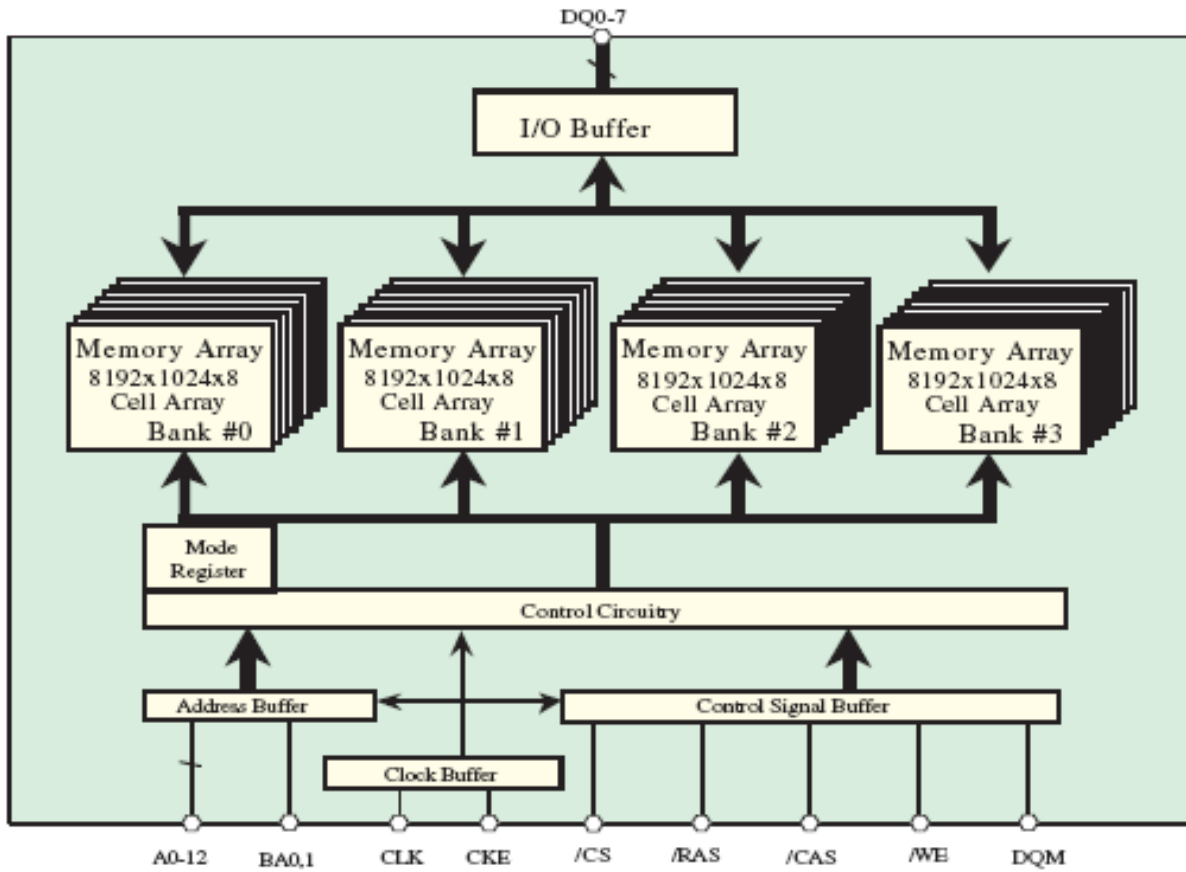 DQ0-7
I/O Buffer
Memory Array
8192x1024x8
Cell Array
Bank #0
Memory Array
8192x1024x8
Cell Array
Bank #1
Memory Array
8192x1024x8
Cell Array
Bank #2
Memory Array
8192x1024x8
Cell Array
Bank #3
Mode
Register
Control Circuitry
Address Buffer
Control Signal Buffer
Clock Buffer
A0-12
BA0,1
CLK
CKE
/CS
/RAS
/CAS
/WE
DQM